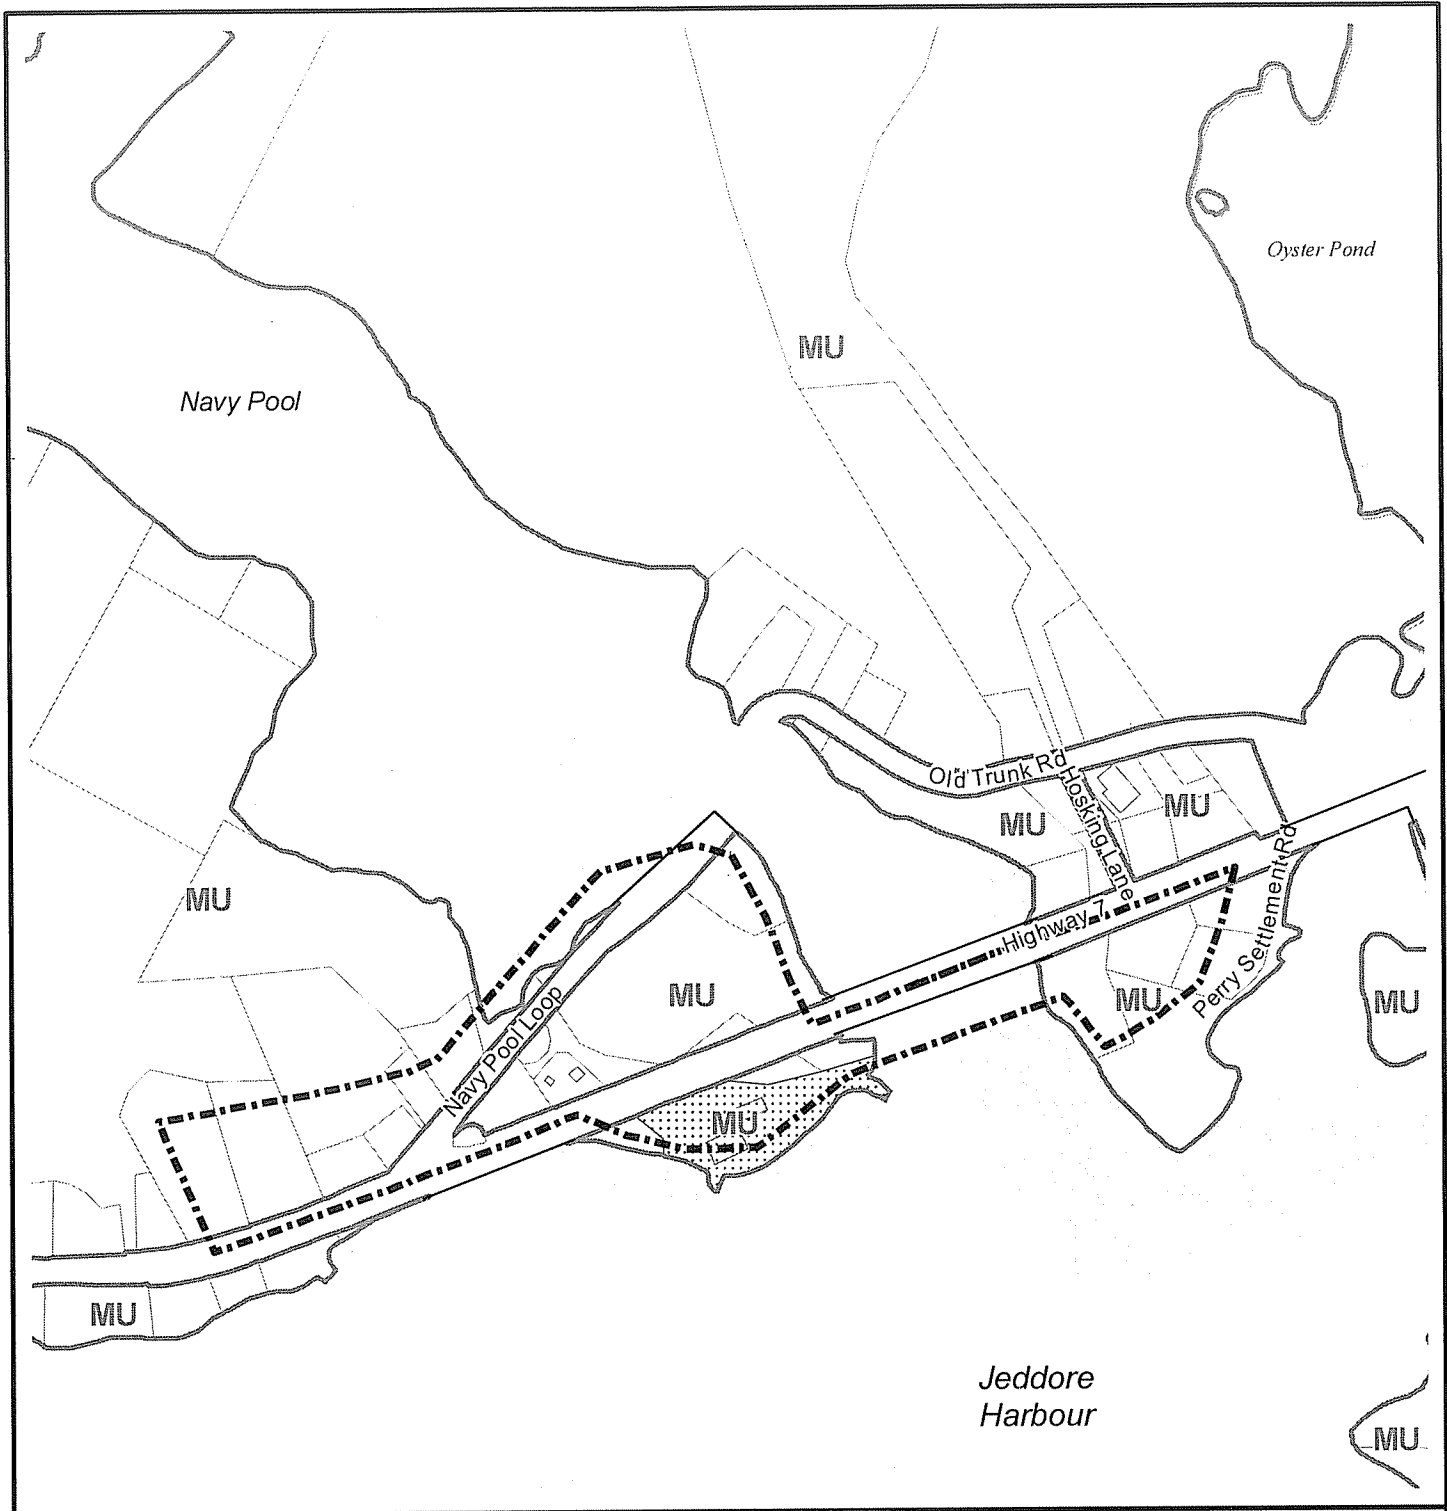 Oyster Pond
MU
Navy Pool
Old Trunk Rd
Hosking Lane
MU
MU
Perry Settlement Rd
MU
Highway 7
MU
Navy Pool Loop
MU
MU
MU
MU
Jeddore
Harbour
MU